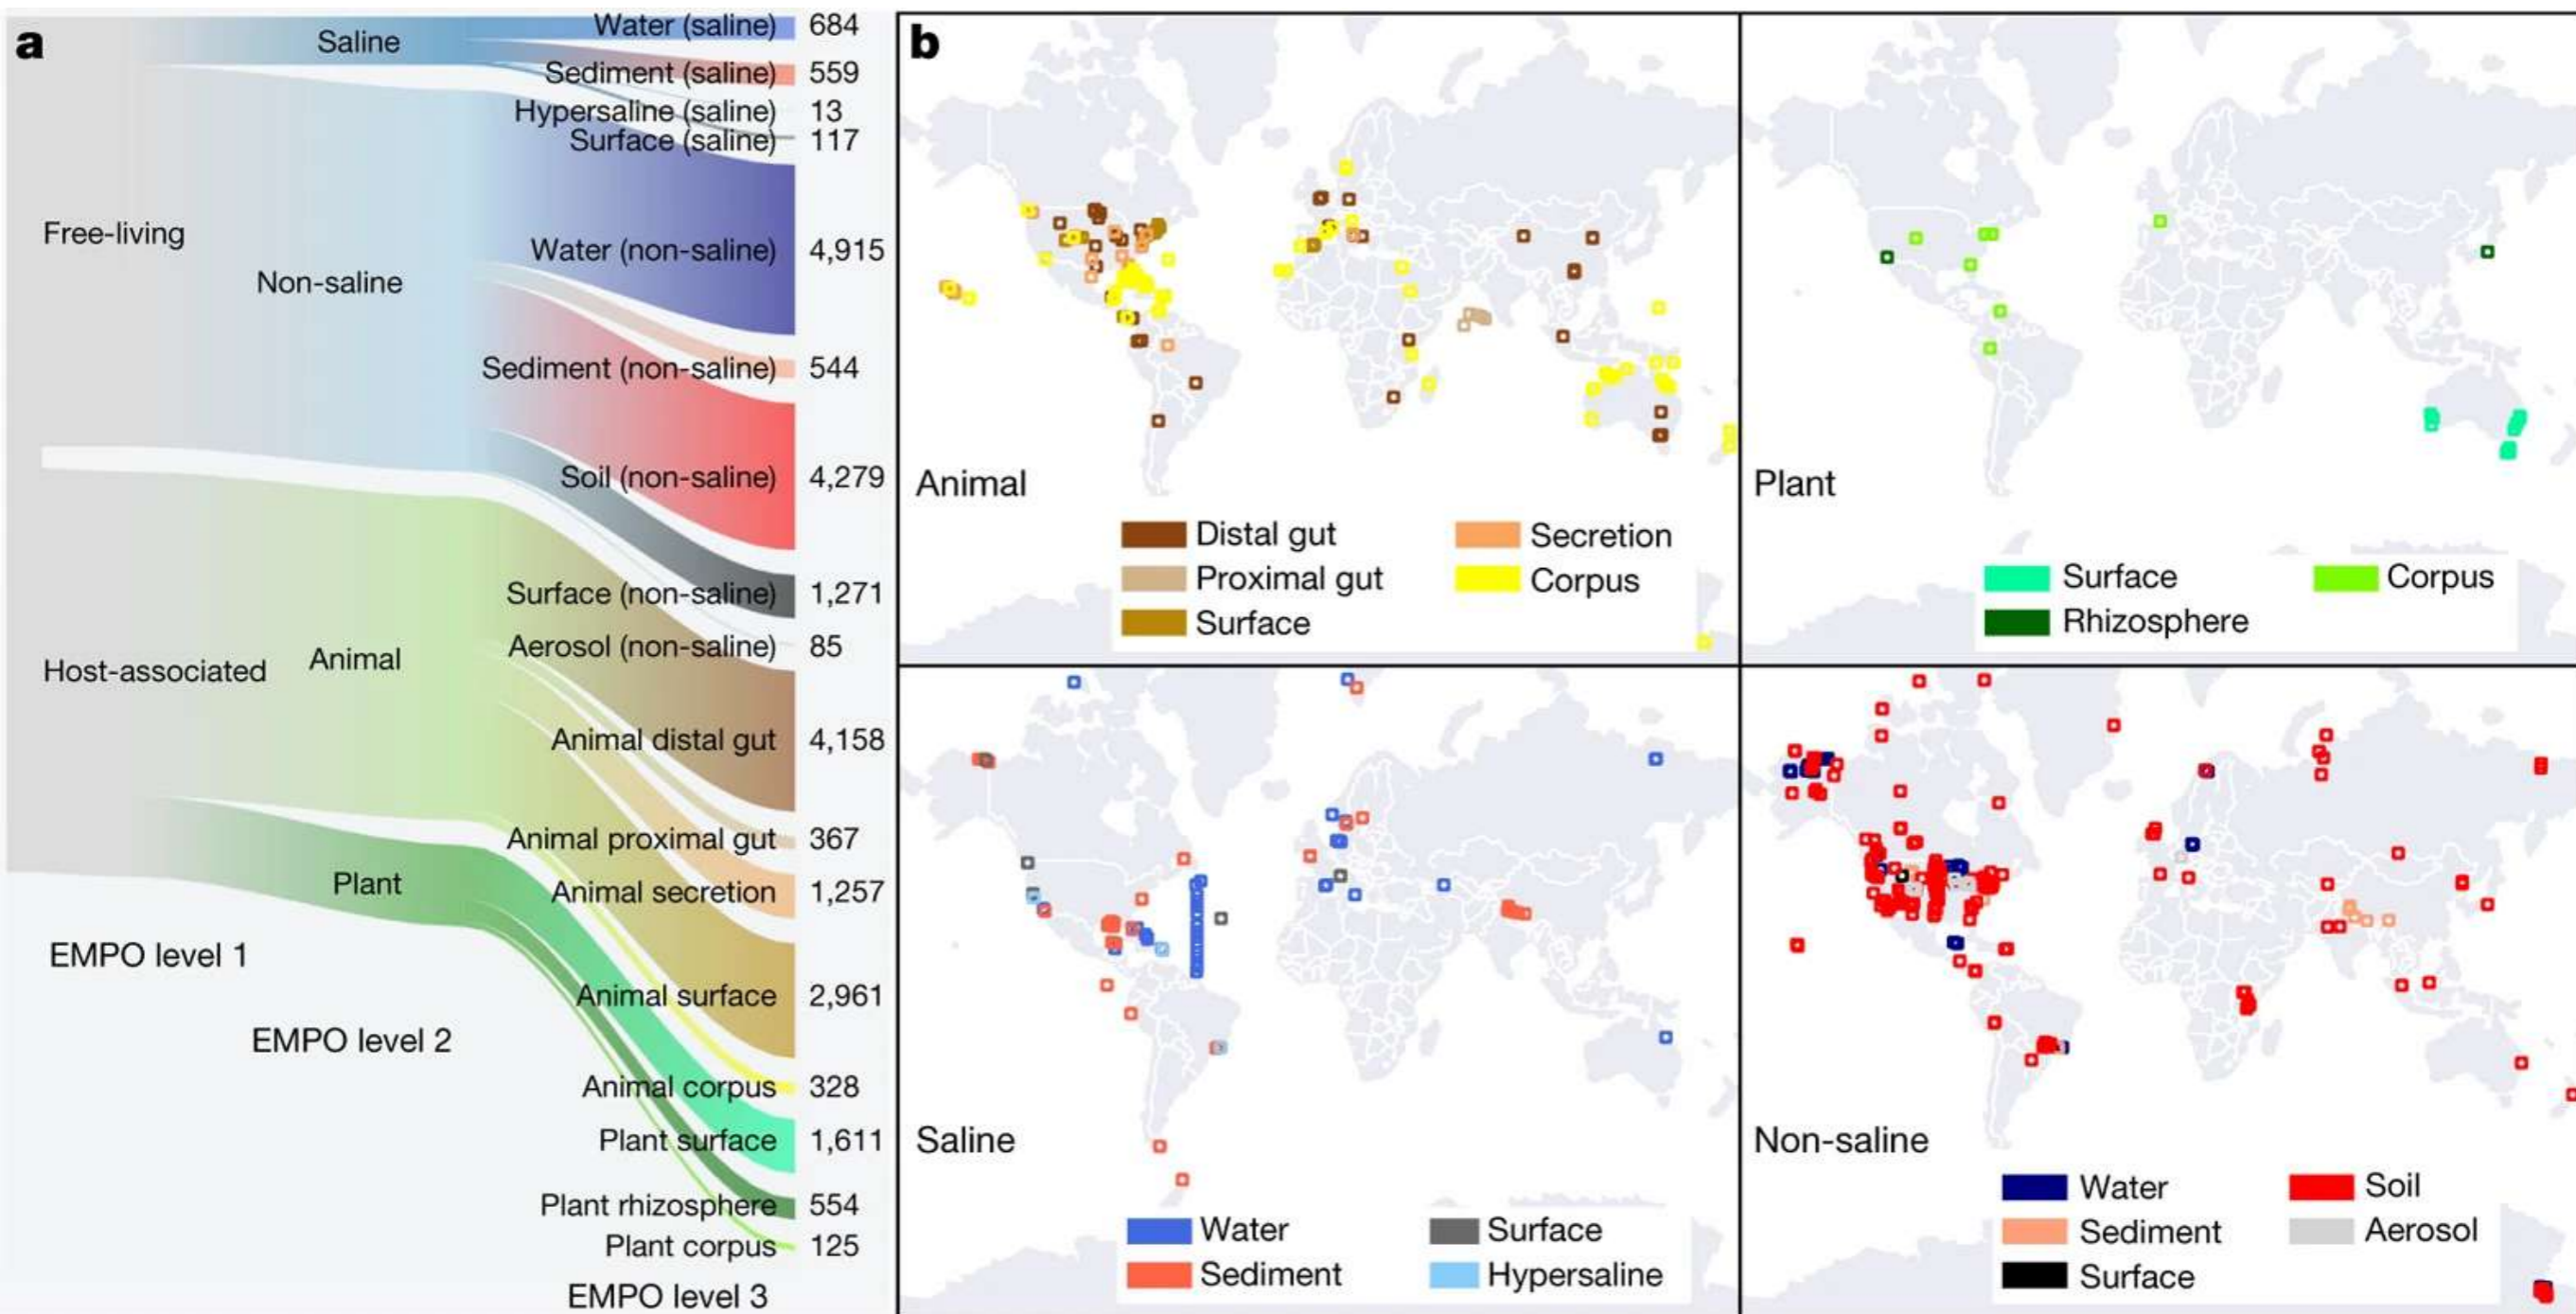 a
Saline
Water (saline) 684
Sediment (saline) 559
Hypersaline (saline) 13
Surface (saline) 117
Free-living
Non-saline
Water (non-saline) 4,915
Sediment (non-saline) 544
Soil (non-saline) 4,279
Surface (non-saline) 1,271
Aerosol (non-saline) 85
Host-associated
Animal
Animal distal gut 4,158
Animal proximal gut 367
Animal secretion 1,257
Animal surface 2,961
Animal corpus 328
Plant
Plant surface 1,611
Plant rhizosphere 554
Plant corpus 125
EMPO level 1
EMPO level 2
EMPO level 3
b
Animal
Distal gut
Proximal gut
Surface
Secretion
Corpus
Plant
Surface
Rhizosphere
Corpus
Saline
Water
Sediment
Surface
Hypersaline
Non-saline
Water
Sediment
Surface
Soil
Aerosol